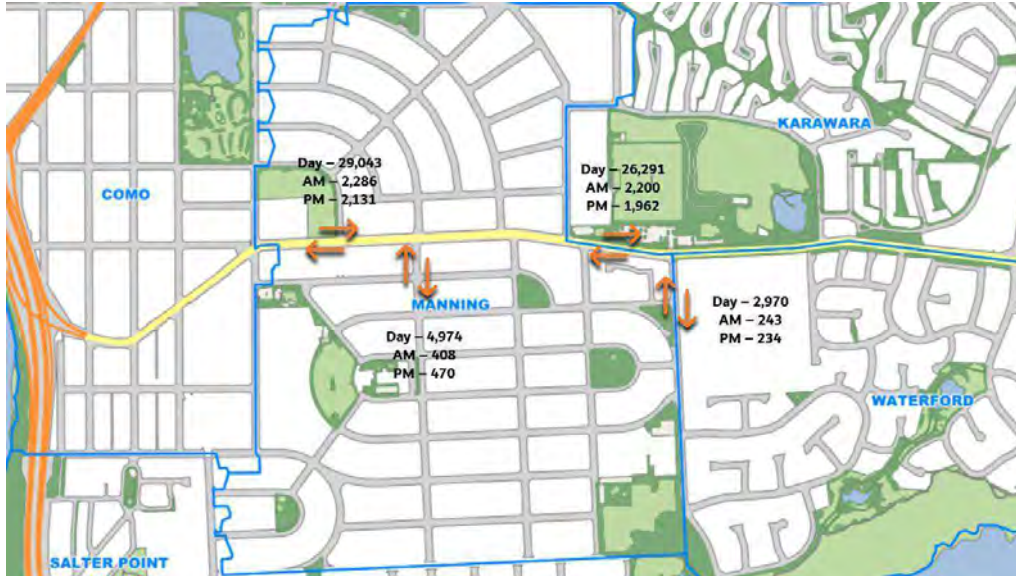 KARAWARA
Day – 29,043
AM – 2,286
PM – 2,131
Day – 26,291
AM – 2,200
PM – 1,962
COMO
MANNING
Day – 2,970
AM – 243
PM – 234
Day – 4,974
AM – 408
PM – 470
WATERFORD
SALTER POINT